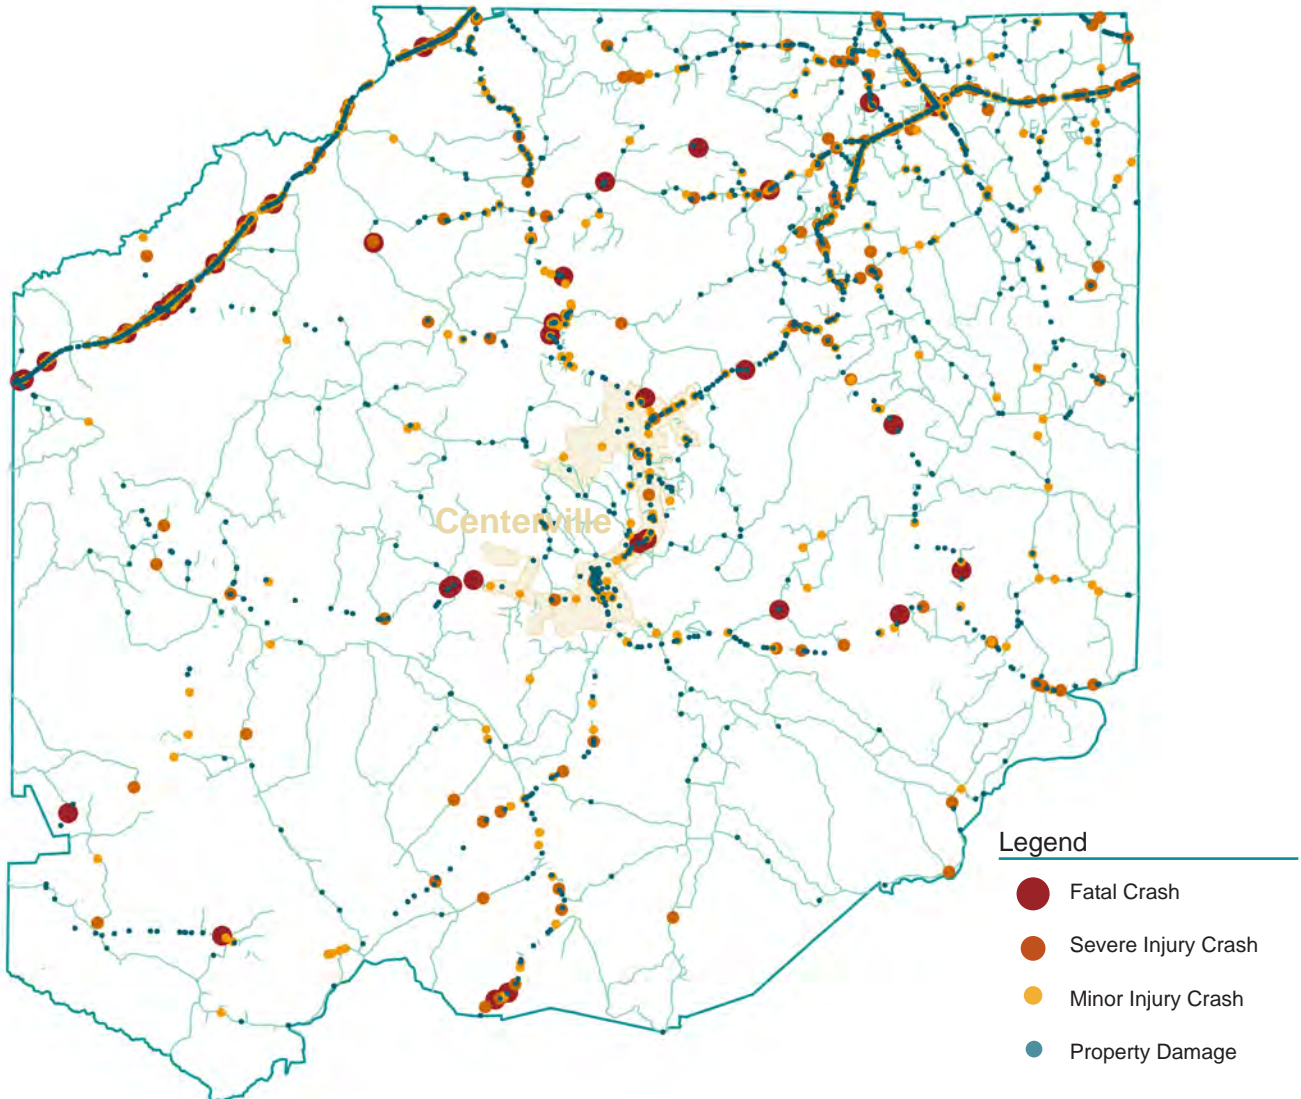 Centerville
Legend
Fatal Crash
Severe Injury Crash
Minor Injury Crash
Property Damage